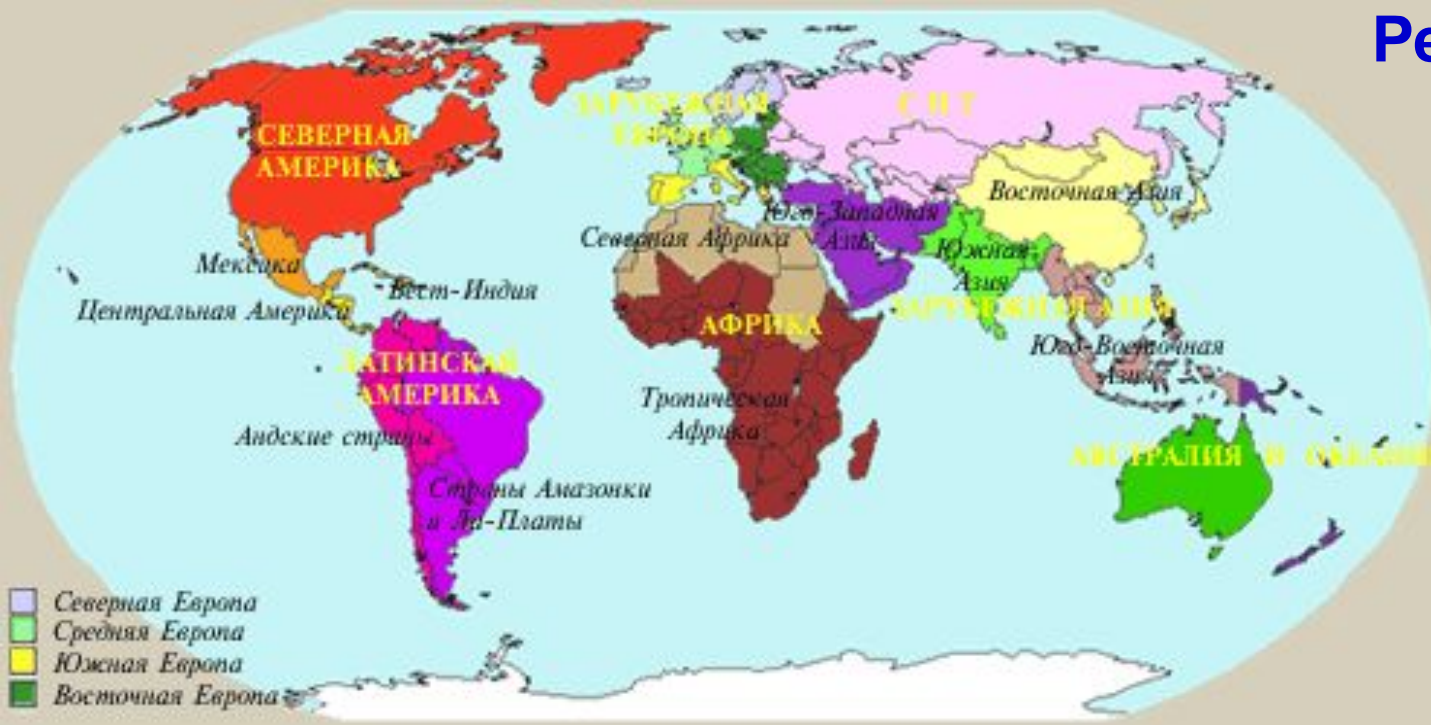 Ре
СЕВЕРНАЯ
АМЕРИКА
ЗАРУБЕЖНАЯ
ЕВРОПА
С Н Г
Восточная Азия
Юго-Западная
Азия
Северная Африка
Южная
Азия
Мексика
Вест-Индия
Центральная Америка
ЗАРУБЕЖНАЯ АЗИЯ
АФРИКА
Юго-Восточная
Азия
ЛАТИНСКАЯ
АМЕРИКА
Тропическая
Африка
Андские страны
АВСТРАЛИЯ И ОКЕАНИЯ
Страны Амазонки
и Ла-Платы
Северная Европа
Средняя Европа
Южная Европа
Восточная Европа